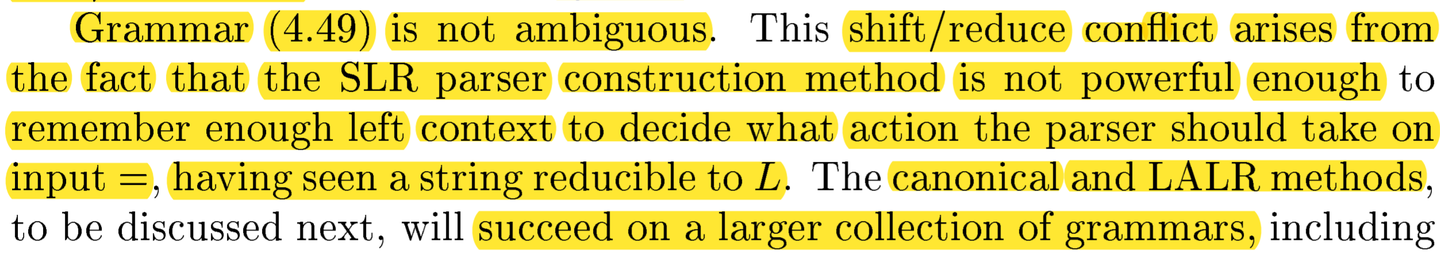 Grammar (4.49) is not ambiguous. This shift/reduce conflict arises from
the fact that the SLR parser construction method is not powerful enough to
remember enough left context to decide what action the parser should take on
input =, having seen a string reducible to L. The canonical and LALR methods,
to be discussed next, will succeed on a larger collection of grammars, including